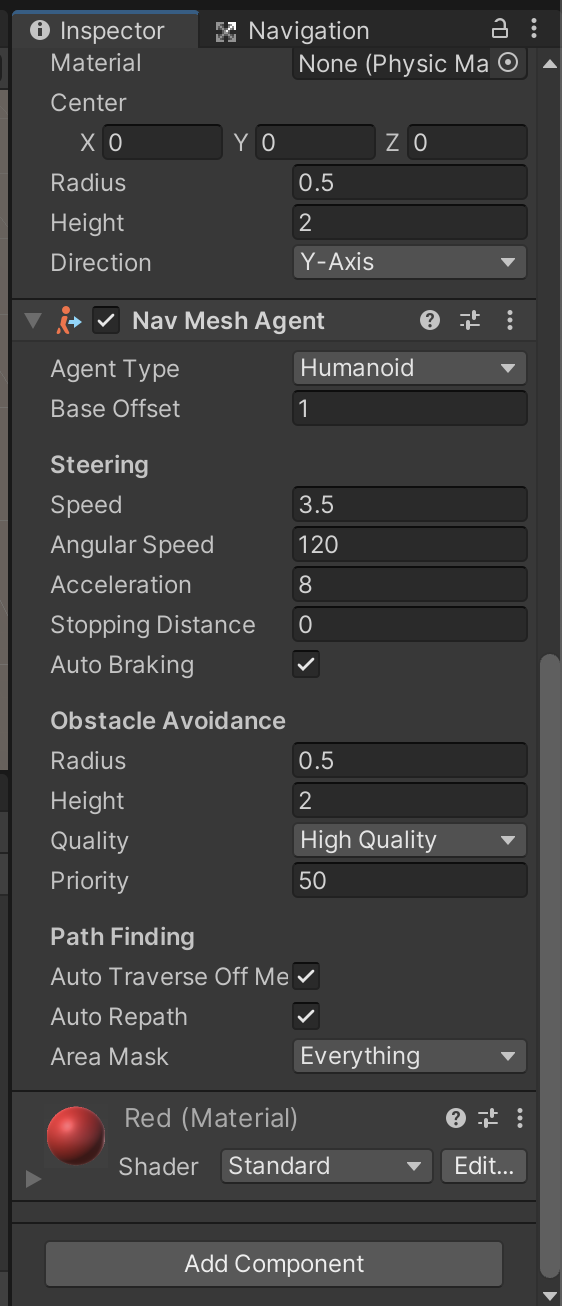 Inspector Navigation
Material None (Physic Ma
Center
X 0 Y 0 Z 0
Radius 0.5
Height 2
Direction Y-Axis
Nav Mesh Agent
Agent Type Humanoid
Base Offset 1
Steering
Speed 3.5
Angular Speed 120
Acceleration 8
Stopping Distance 0
Auto Braking
Obstacle Avoidance
Radius 0.5
Height 2
Quality High Quality
Priority 50
Path Finding
Auto Traverse Off Me
Auto Repath
Area Mask Everything
Red (Material)
Shader Standard Edit...
Add Component